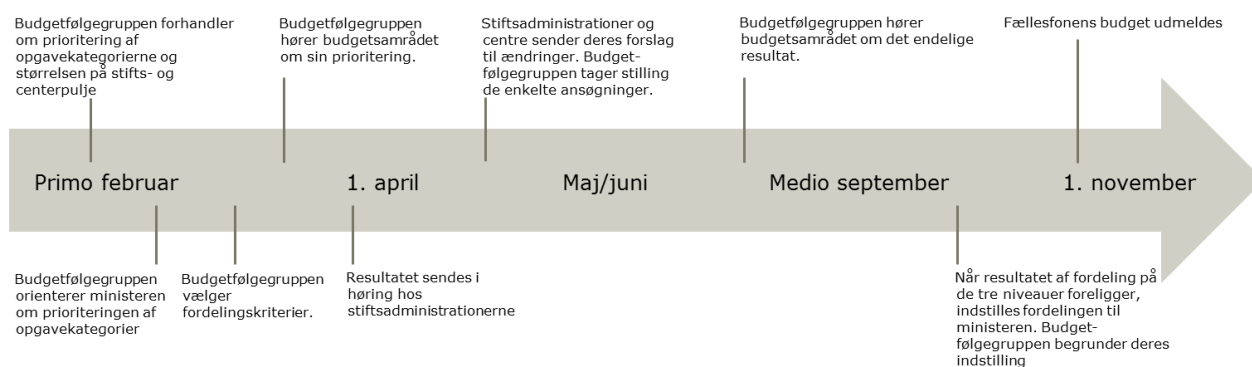 Budgetfølgegruppen forhandler
om prioritering af
opgavekategorierne og
størrelsen på stifts- og
centerpulje
Budgetfølgegruppen
hører budgetsamrådet
om sin prioritering.
Stiftsadministrationer og
centre sender deres forslag
til ændringer. Budget-
følgegruppen tager stilling
de enkelte ansøgninger.
Budgetfølgegruppen hører
budgetsamrådet om det endelige
resultat.
Fællesfonens budget udmeldes
Primo februar
1. april
Maj/juni
Medio september
1. november
Budgetfølgegruppen
orienterer ministeren
om prioriteringen af
opgavekategorier
Budgetfølgegruppen
vælger
fordelingskriterier.
Resultatet sendes i
høring hos
stiftsadministrationerne
Når resultatet af fordeling på
de tre niveauer foreligger,
indstilles fordelingen til
ministeren. Budget-
følgegruppen begrunder deres
indstilling